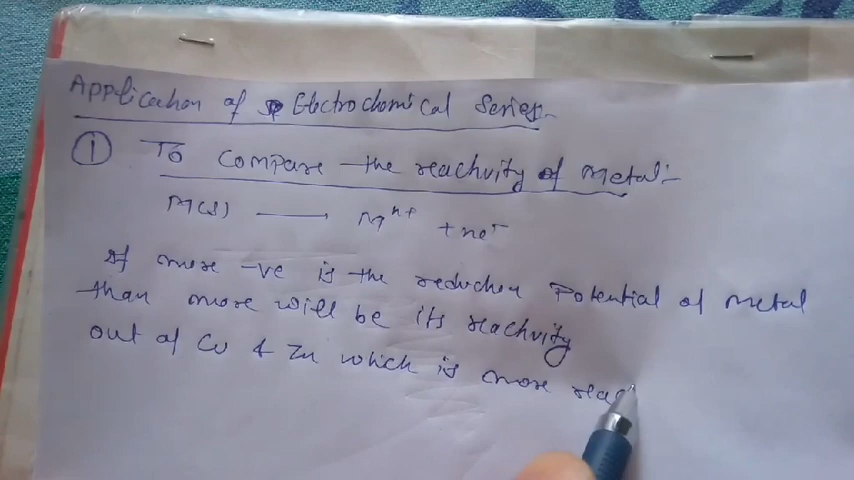 Application of Electrochemical Series-
① To Compare the reactivity of Metal:-
M(s) → Mⁿ⁺ + ne⁻
If more -ve is the reduction Potential of Metal
than more will be its reactivity
out of Cu & Zn which is more reac